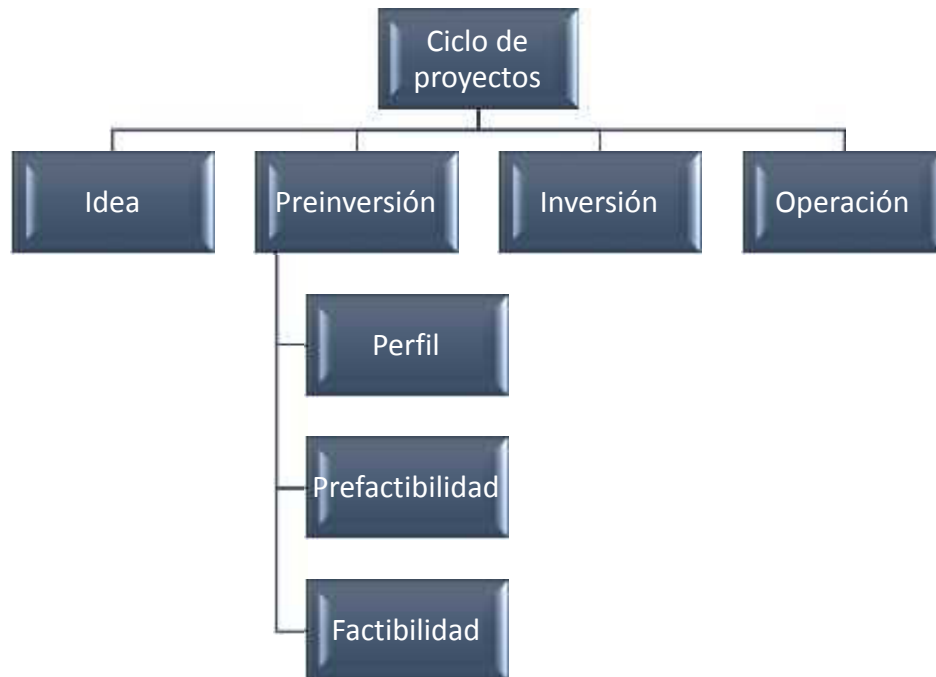 Ciclo de
proyectos
Idea
Preinversión
Inversión
Operación
Perfil
Prefactibilidad
Factibilidad